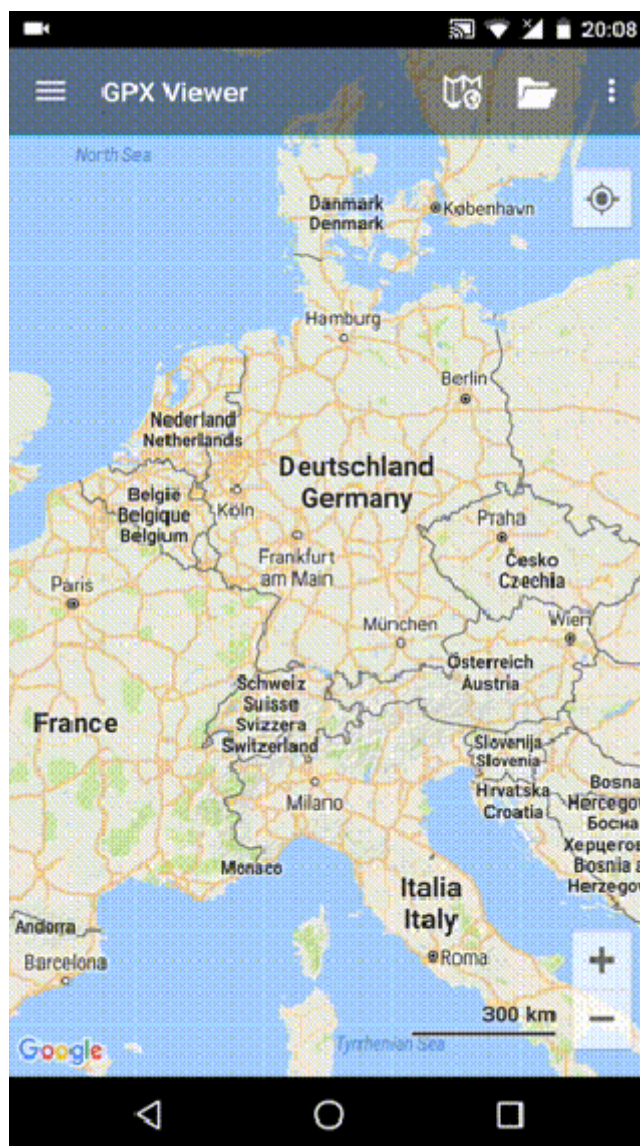 20:08
GPX Viewer
North Sea
Danmark
Denmark
København
Hamburg
Berlin
Nederland
Netherlands
Deutschland
Germany
België
Belgique
Belgium
Köln
Praha
Frankfurt
am Main
Česko
Czechia
Paris
München
Wien
Österreich
Austria
Schweiz
Suisse
Svizzera
Switzerland
France
Slovenija
Slovenia
Milano
Hrvatska
Croatia
Bosna
Hercegov
Босна
Херцегов
Bosnia a
Herzegov
Monaco
Italia
Italy
Andorra
Barcelona
Roma
300 km
Google
Tyrrhenian Sea